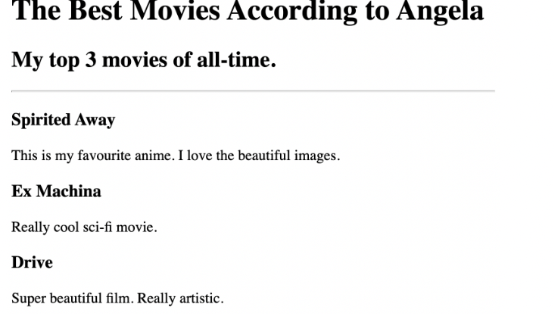 The Best Movies According to Angela
My top 3 movies of all-time.
Spirited Away
This is my favourite anime. I love the beautiful images.
Ex Machina
Really cool sci-fi movie.
Drive
Super beautiful film. Really artistic.